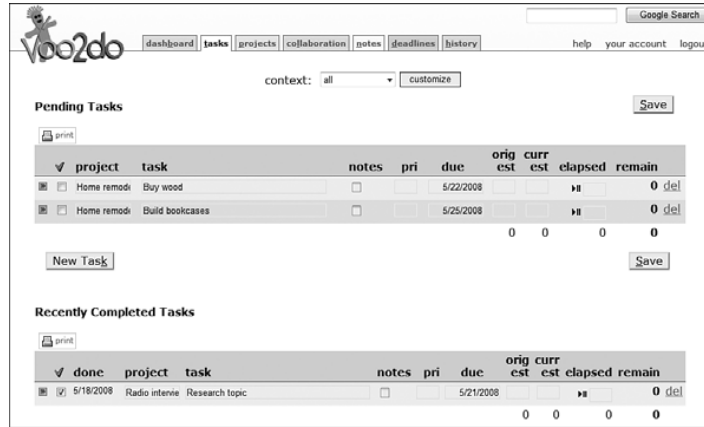 Google Search
Voo2do
dashboard tasks projects collaboration notes deadlines history
help your account logou
context: all customize
Pending Tasks Save
print
project task notes pri due orig est curr est elapsed remain
Home remode Buy wood 5/22/2008 0 del
Home remode Build bookcases 5/25/2008 0 del
0 0 0 0
New Task Save
Recently Completed Tasks
print
done project task notes pri due orig est curr est elapsed remain
5/18/2008 Radio intervie Research topic 5/21/2008 0 del
0 0 0 0